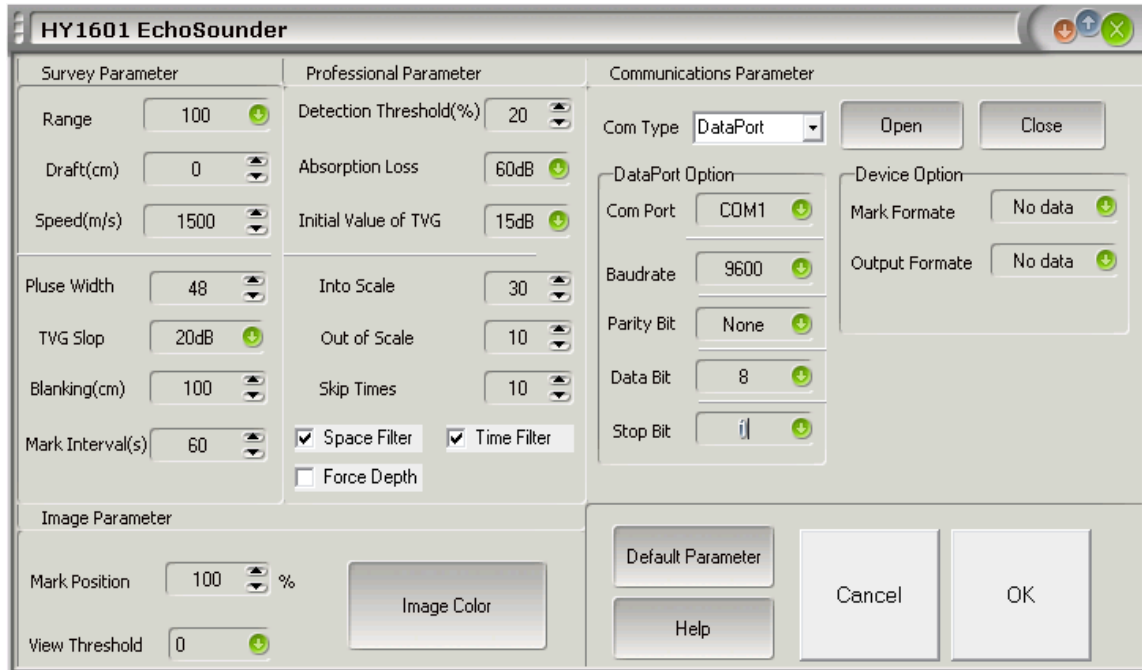 HY1601 EchoSounder
Survey Parameter
Range 100
Draft(cm) 0
Speed(m/s) 1500
Pluse Width 48
TVG Slop 20dB
Blanking(cm) 100
Mark Interval(s) 60
Professional Parameter
Detection Threshold(%) 20
Absorption Loss 60dB
Initial Value of TVG 15dB
Into Scale 30
Out of Scale 10
Skip Times 10
Space Filter Time Filter
Force Depth
Communications Parameter
Com Type DataPort Open Close
DataPort Option
Com Port COM1
Baudrate 9600
Parity Bit None
Data Bit 8
Stop Bit
Device Option
Mark Formate No data
Output Formate No data
Image Parameter
Mark Position 100 %
View Threshold 0
Image Color
Default Parameter
Help
Cancel
OK